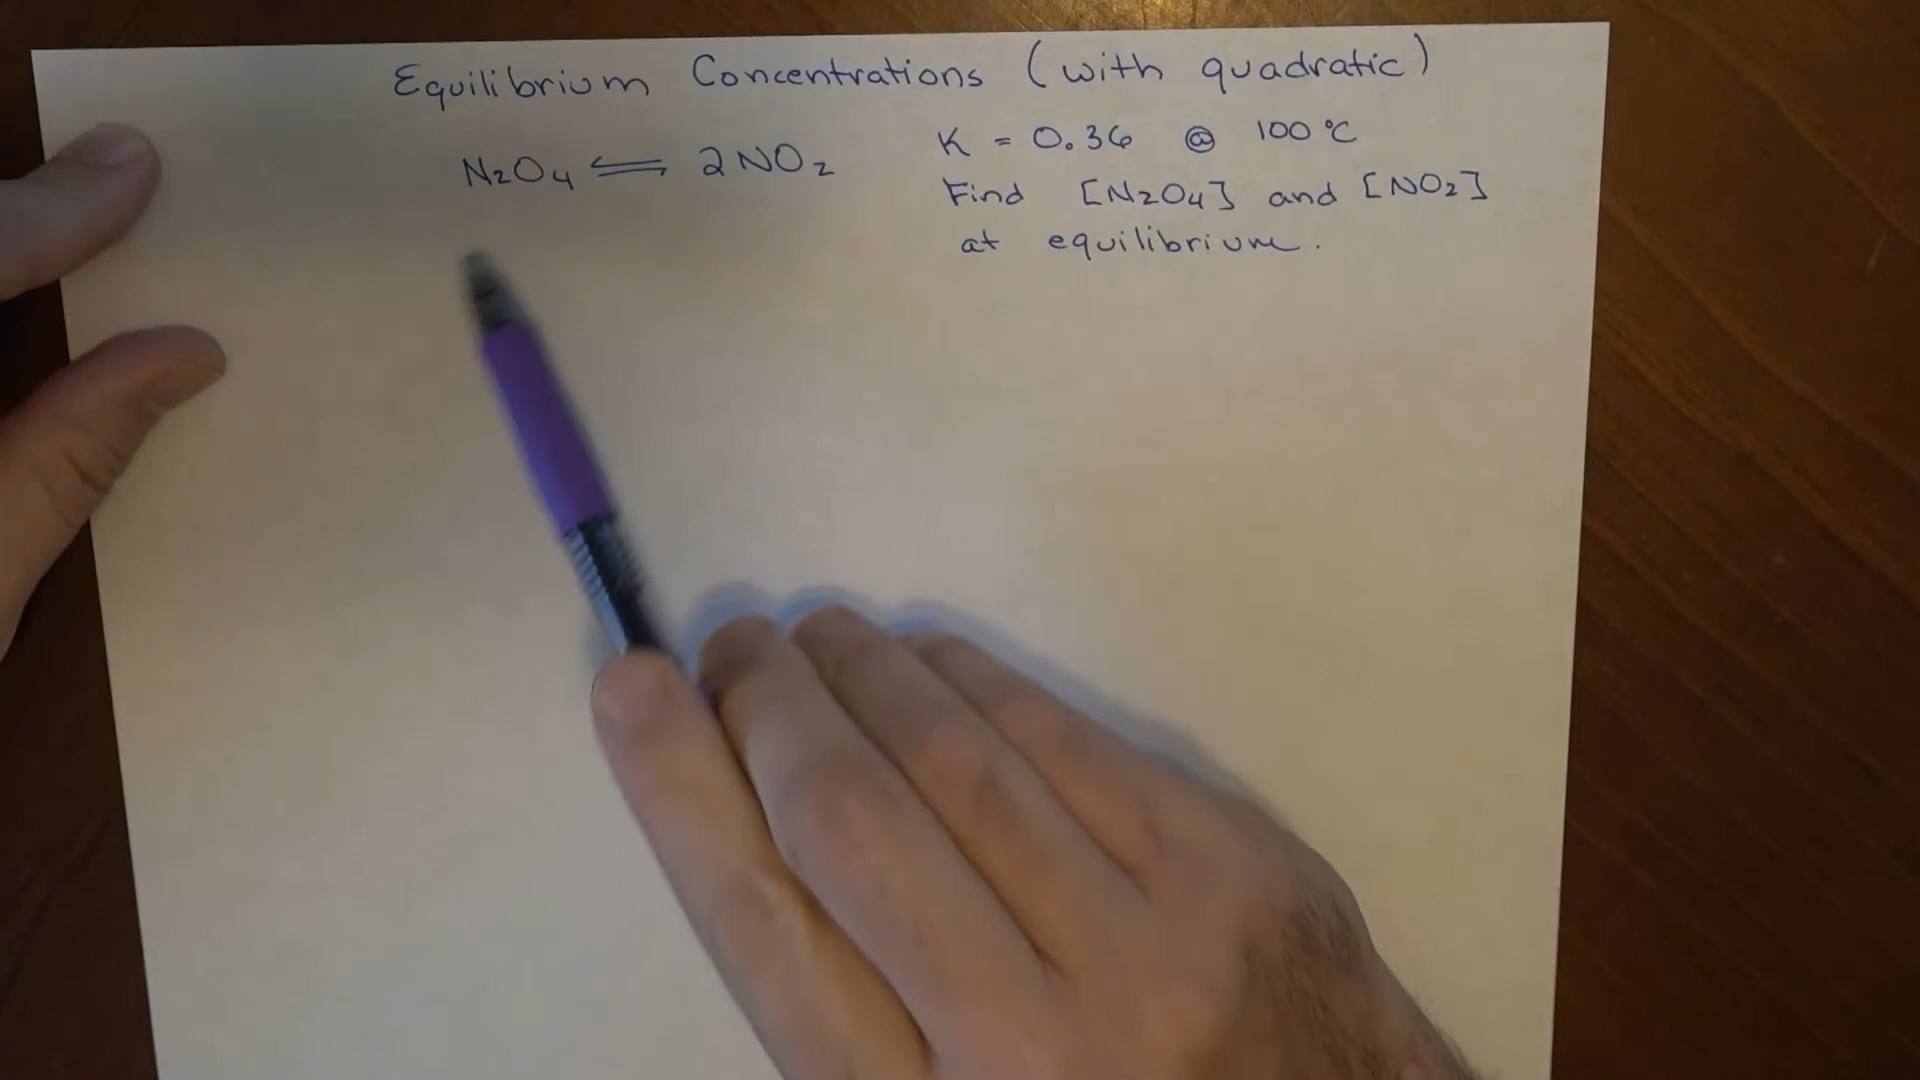 Equilibrium Concentrations (with quadratic)
N₂O₄ ⇌ 2NO₂
K = 0.36 @ 100 °C
Find [N₂O₄] and [NO₂]
at equilibrium.